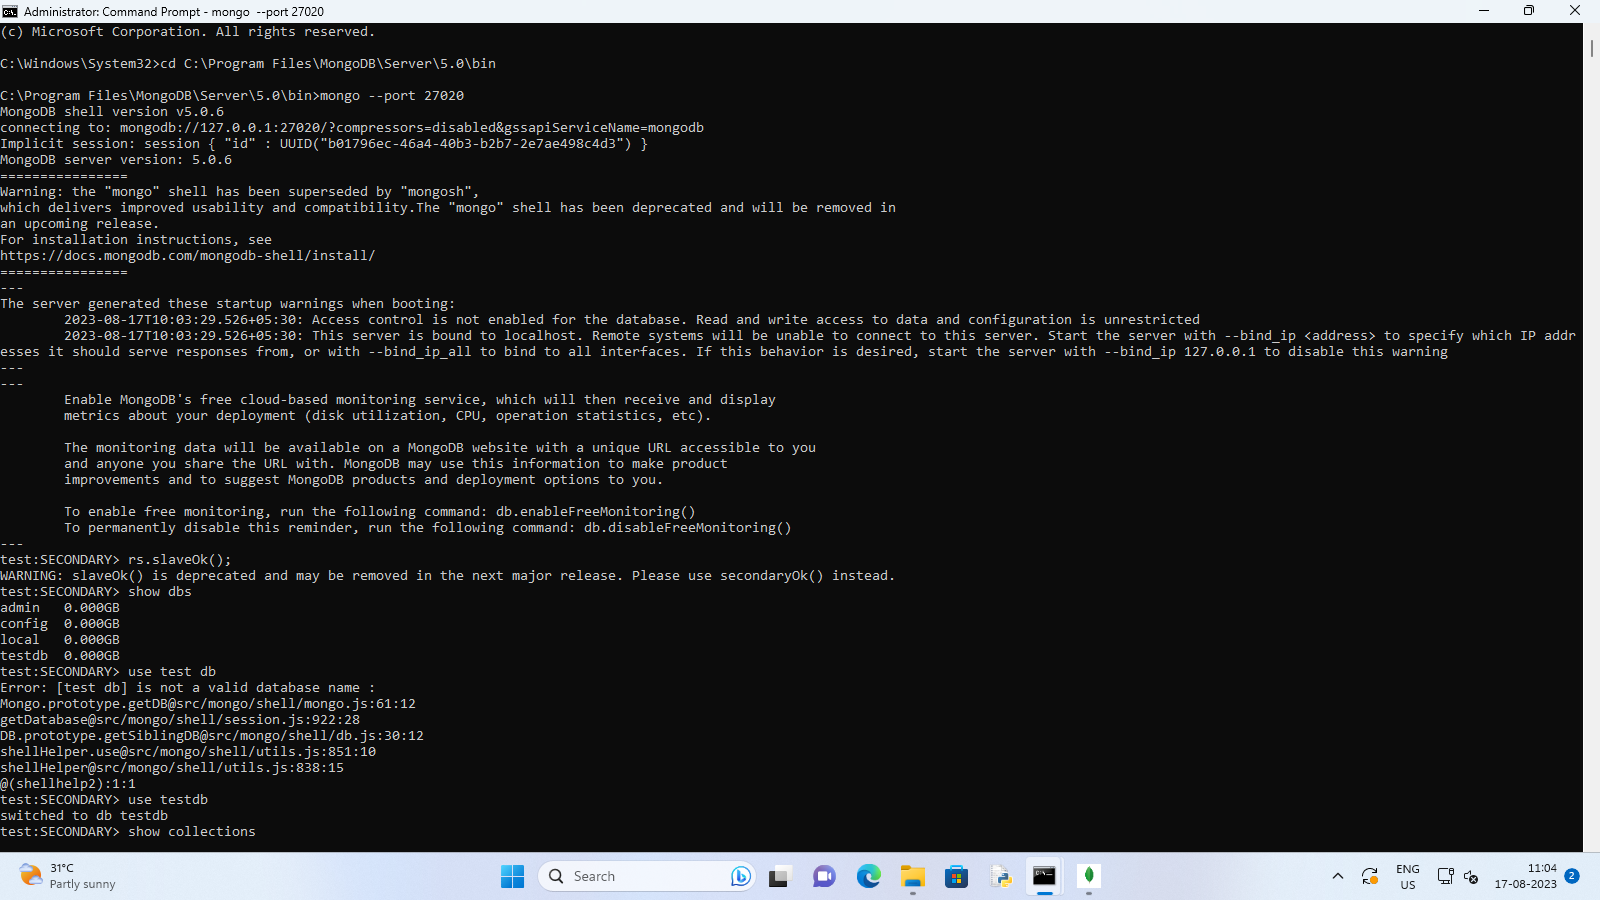 Administrator: Command Prompt - mongo  --port 27020
(c) Microsoft Corporation. All rights reserved.
C:\Windows\System32>cd C:\Program Files\MongoDB\Server\5.0\bin
C:\Program Files\MongoDB\Server\5.0\bin>mongo --port 27020
MongoDB shell version v5.0.6
connecting to: mongodb://127.0.0.1:27020/?compressors=disabled&gssapiServiceName=mongodb
Implicit session: session { "id" : UUID("b01796ec-46a4-40b3-b2b7-2e7ae498c4d3") }
MongoDB server version: 5.0.6
================
Warning: the "mongo" shell has been superseded by "mongosh",
which delivers improved usability and compatibility.The "mongo" shell has been deprecated and will be removed in
an upcoming release.
For installation instructions, see
https://docs.mongodb.com/mongodb-shell/install/
================
---
The server generated these startup warnings when booting:
        2023-08-17T10:03:29.526+05:30: Access control is not enabled for the database. Read and write access to data and configuration is unrestricted
        2023-08-17T10:03:29.526+05:30: This server is bound to localhost. Remote systems will be unable to connect to this server. Start the server with --bind_ip <address> to specify which IP addr
esses it should serve responses from, or with --bind_ip_all to bind to all interfaces. If this behavior is desired, start the server with --bind_ip 127.0.0.1 to disable this warning
---
---
        Enable MongoDB's free cloud-based monitoring service, which will then receive and display
        metrics about your deployment (disk utilization, CPU, operation statistics, etc).
        The monitoring data will be available on a MongoDB website with a unique URL accessible to you
        and anyone you share the URL with. MongoDB may use this information to make product
        improvements and to suggest MongoDB products and deployment options to you.
        To enable free monitoring, run the following command: db.enableFreeMonitoring()
        To permanently disable this reminder, run the following command: db.disableFreeMonitoring()
---
test:SECONDARY> rs.slaveOk();
WARNING: slaveOk() is deprecated and may be removed in the next major release. Please use secondaryOk() instead.
test:SECONDARY> show dbs
admin   0.000GB
config  0.000GB
local   0.000GB
testdb  0.000GB
test:SECONDARY> use test db
Error: [test db] is not a valid database name :
Mongo.prototype.getDB@src/mongo/shell/mongo.js:61:12
getDatabase@src/mongo/shell/session.js:922:28
DB.prototype.getSiblingDB@src/mongo/shell/db.js:30:12
shellHelper.use@src/mongo/shell/utils.js:851:10
shellHelper@src/mongo/shell/utils.js:838:15
@(shellhelp2):1:1
test:SECONDARY> use testdb
switched to db testdb
test:SECONDARY> show collections
31°C
Partly sunny
Search
ENG
US
11:04
17-08-2023
2